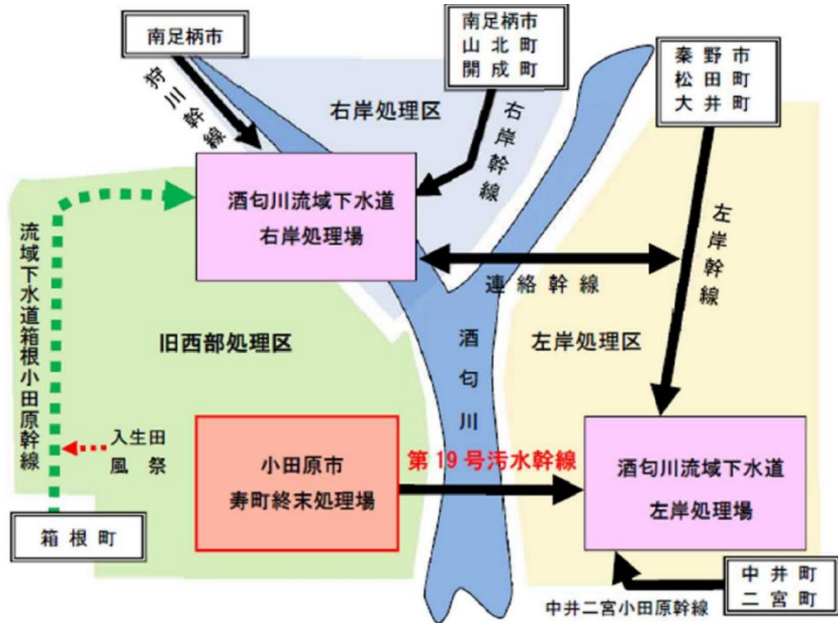 南足柄市
南足柄市
山北町
開成町
秦野市
松田町
大井町
狩川幹線
右岸処理区
右岸幹線
酒匂川流域下水道
右岸処理場
左岸幹線
連絡幹線
流域下水道箱根小田原幹線
旧西部処理区
酒匂川
左岸処理区
入生田
風祭
小田原市
寿町終末処理場
第19号汚水幹線
酒匂川流域下水道
左岸処理場
箱根町
中井町
二宮町
中井二宮小田原幹線